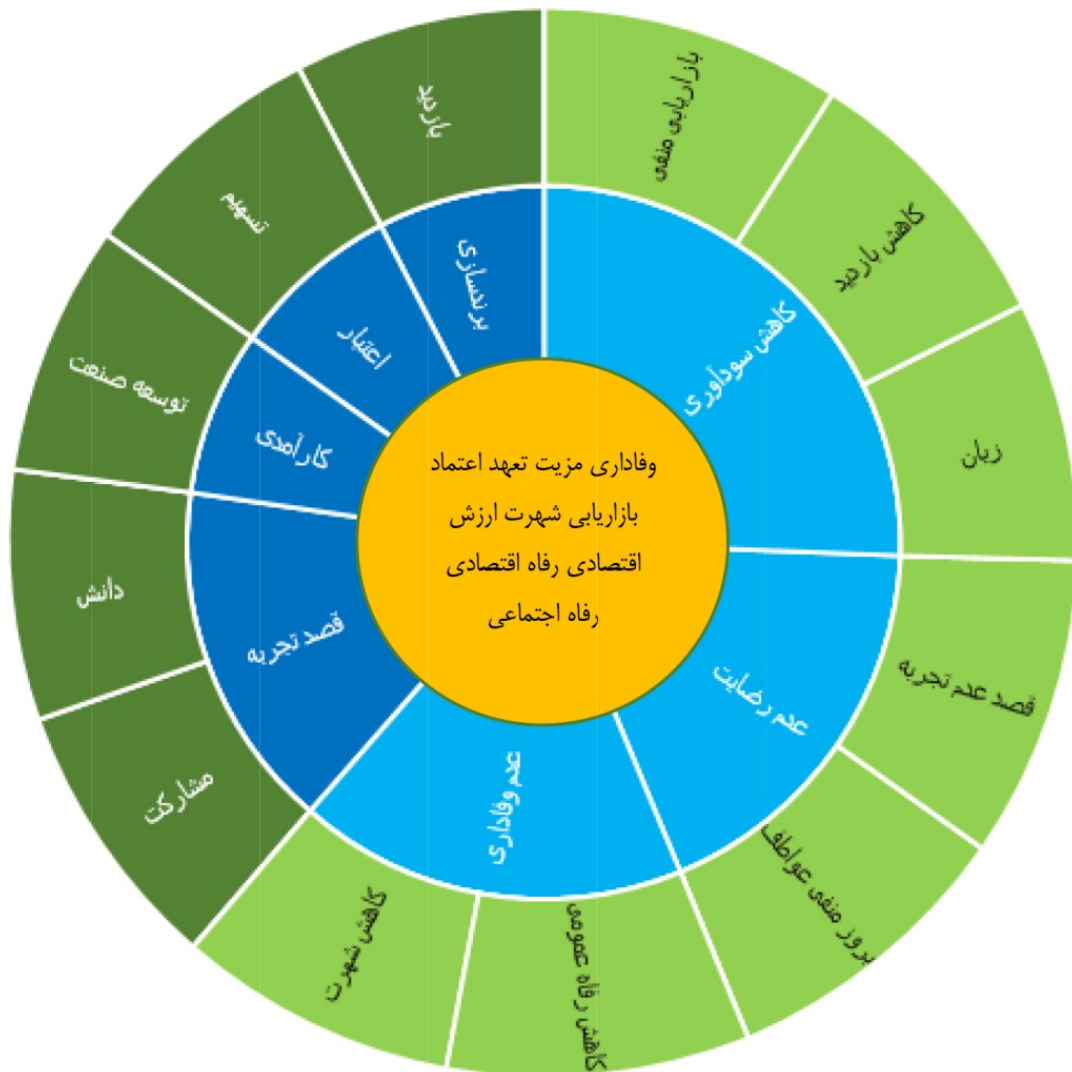 وفاداری مزیت تعهد اعتماد
بازاریابی شهرت ارزش
اقتصادی رفاه اقتصادی
رفاه اجتماعی
کاهش سودآوری
عدم رضایت
عدم وفاداری
قصد تجربه
کارآمدی
اعتبار
برندسازی
بازاریابی منفی
کاهش بازدید
زیان
قصد عدم تجربه
بروز منفی عواطف
کاهش رفاه عمومی
کاهش شهرت
مشارکت
دانش
توسعه صنعت
تسهیم
بازدید